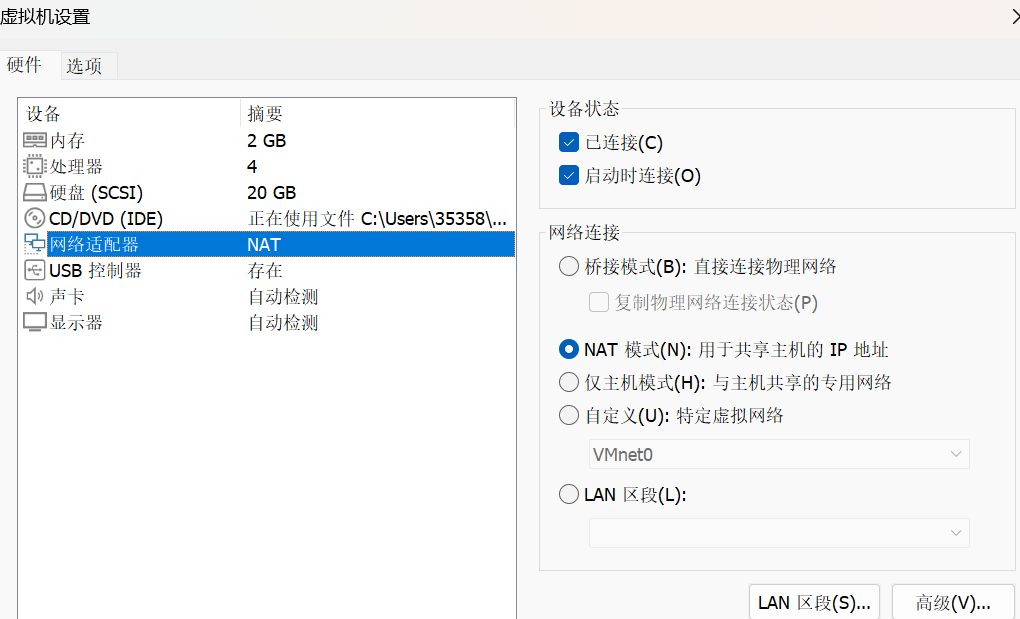 虚拟机设置
硬件 选项
设备 摘要
内存 2 GB
处理器 4
硬盘 (SCSI) 20 GB
CD/DVD (IDE) 正在使用文件 C:\Users\35358\...
网络适配器 NAT
USB 控制器 存在
声卡 自动检测
显示器 自动检测
设备状态
已连接(C)
启动时连接(O)
网络连接
桥接模式(B): 直接连接物理网络
复制物理网络连接状态(P)
NAT 模式(N): 用于共享主机的 IP 地址
仅主机模式(H): 与主机共享的专用网络
自定义(U): 特定虚拟网络
VMnet0
LAN 区段(L):
LAN 区段(S)... 高级(V)...